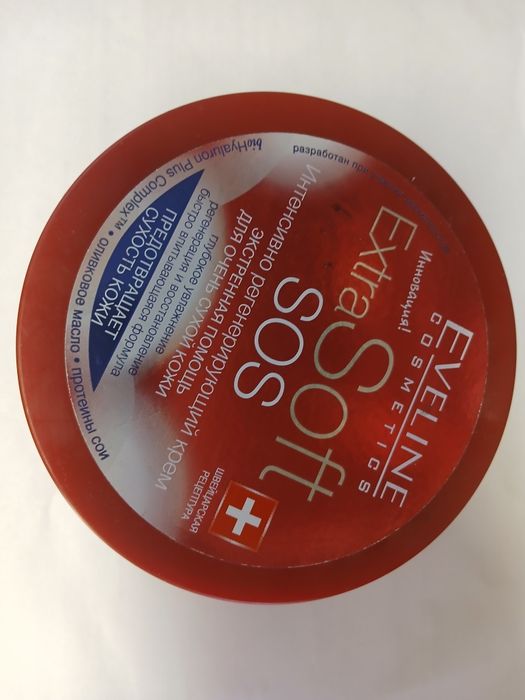 разработан при
Инновация!
EVELINE
COSMETICS
Extra Soft
SOS
Интенсивно регенерирующий крем
экстренная помощь
для очень сухой кожи
ШВЕЙЦАРСКАЯ
РЕЦЕПТУРА
глубокое увлажнение
регенерация и восстановление
быстро впитывающаяся формула
ПРЕДОТВРАЩАЕТ
СУХОСТЬ КОЖИ
bioHyaluron Plus Complex™ • оливковое масло • протеины сои